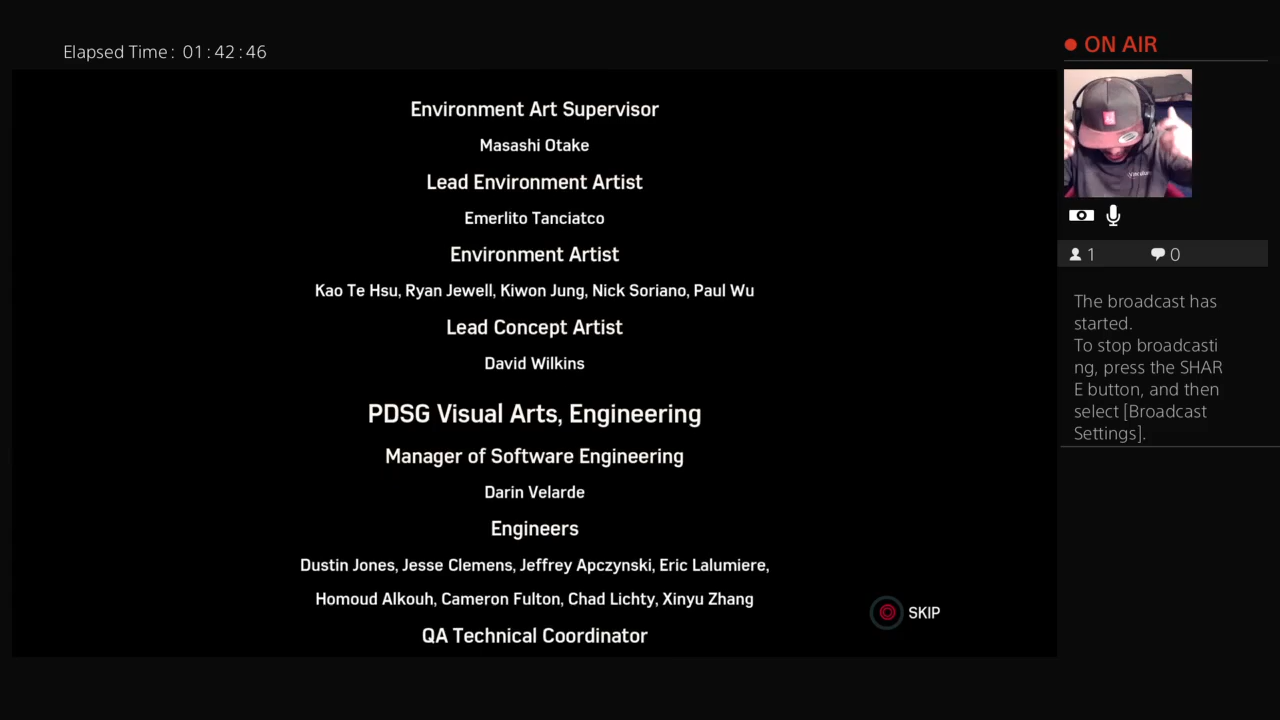 Elapsed Time: 01:42:46
ON AIR
Environment Art Supervisor
Masashi Otake
Lead Environment Artist
Emerlito Tanciatco
Environment Artist
Kao Te Hsu, Ryan Jewell, Kiwon Jung, Nick Soriano, Paul Wu
Lead Concept Artist
David Wilkins
PDSG Visual Arts, Engineering
Manager of Software Engineering
Darin Velarde
Engineers
Dustin Jones, Jesse Clemens, Jeffrey Apczynski, Eric Lalumiere,
Homoud Alkouh, Cameron Fulton, Chad Lichty, Xinyu Zhang
QA Technical Coordinator
SKIP
1
0
The broadcast has
started.
To stop broadcasti
ng, press the SHAR
E button, and then
select [Broadcast
Settings].